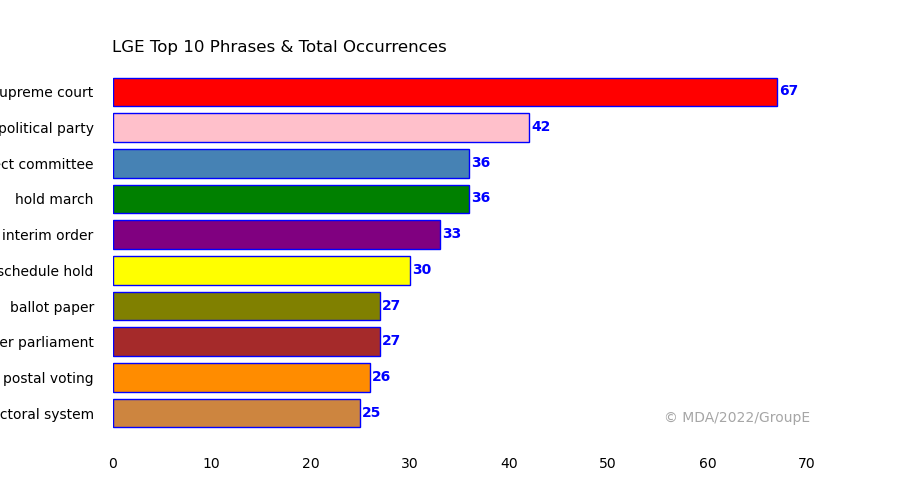 LGE Top 10 Phrases & Total Occurrences
upreme court 67
political party 42
ct committee 36
hold march 36
interim order 33
schedule hold 30
ballot paper 27
er parliament 27
postal voting 26
ctoral system 25
© MDA/2022/GroupE
0 10 20 30 40 50 60 70